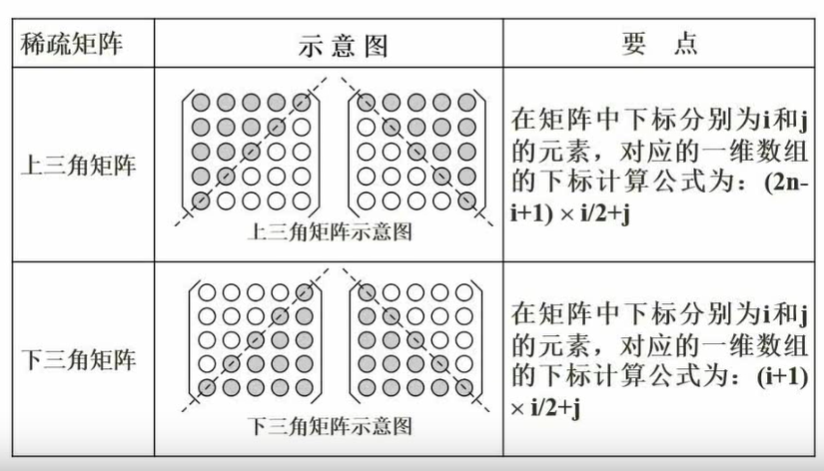 稀疏矩阵
示意图
要 点
上三角矩阵
上三角矩阵示意图
在矩阵中下标分别为i和j
的元素，对应的一维数组
的下标计算公式为：(2n-
i+1) × i/2+j
下三角矩阵
下三角矩阵示意图
在矩阵中下标分别为i和j
的元素，对应的一维数组
的下标计算公式为：(i+1)
× i/2+j